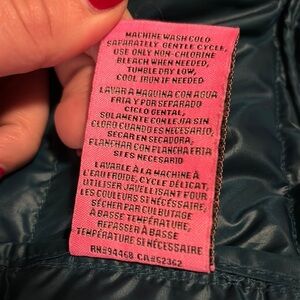 MACHINE WASH COLD
SAPARATELY. GENTLE CYCLE,
USE ONLY NON-CHLORINE
BLEACH WHEN NEEDED,
TUMBLE DRY LOW,
COOL IRON IF NEEDED
LAVAR A MAQUINA CON AGUA
FRIA Y POR SEPARADO
CICLO GENTAL,
SOLAMENTE CON LEJIA SIN
CLORO CUANDO ES NECESARIO,
SECAR EN SECADORA,
PLANCHAR CON PLANCHA FRIA
SI ES NECESARIO
LAVABLE À LA MACHINE À
L'EAU FROIDE, CYCLE DÉLICAT,
UTILISER JAVELLISANT POUR
LES COULEURS SI NÉCESSAIRE
SÉCHER PAR CULBUTAGE
À BASSE TEMPÉRATURE,
REPASSER À BASSE
TEMPÉRATURE SI NÉCESSAIRE
RN#94468 CA#52362